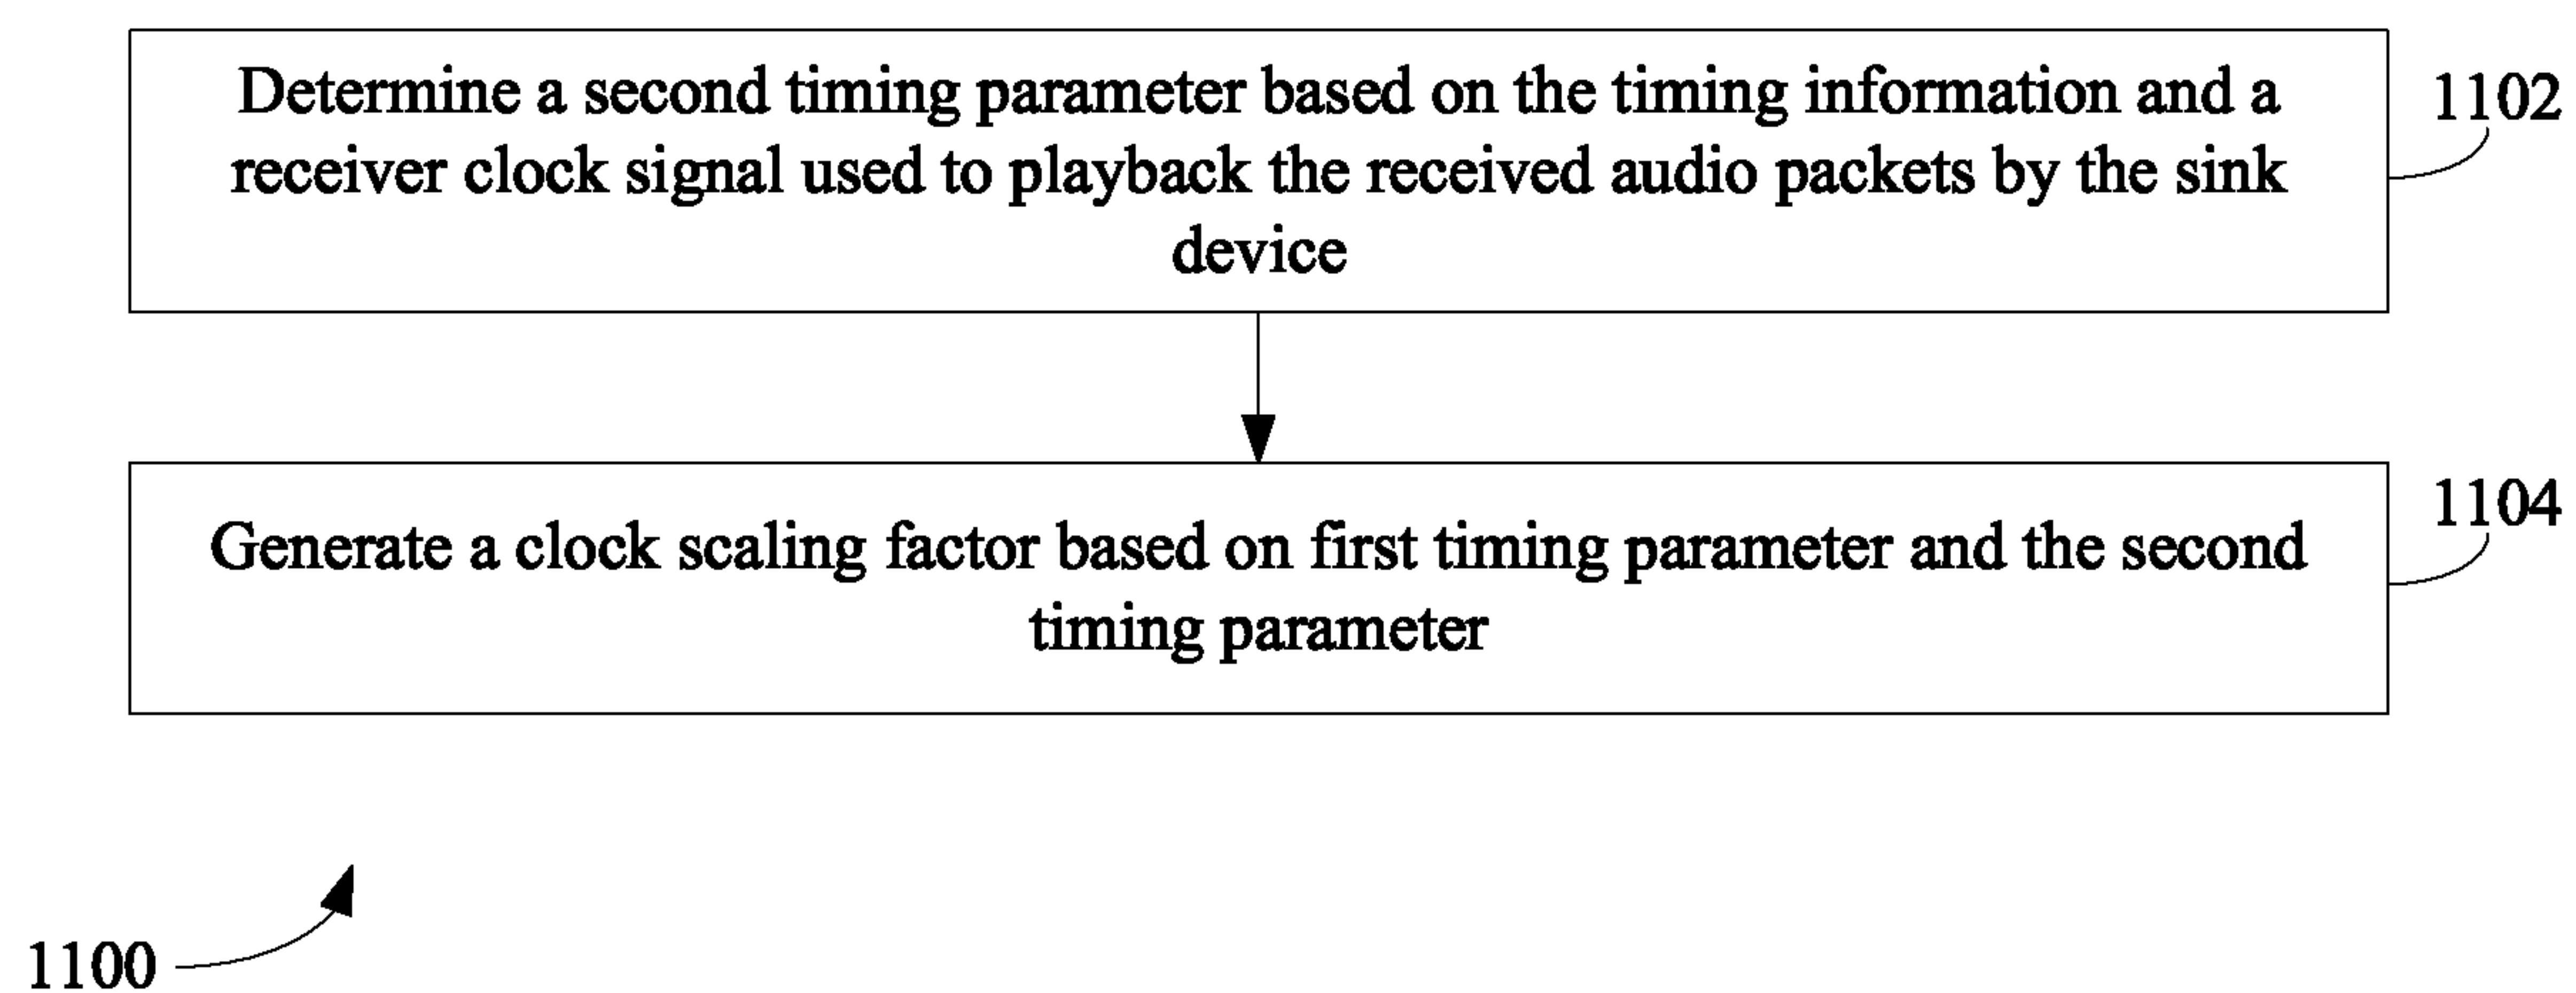 Determine a second timing parameter based on the timing information and a
receiver clock signal used to playback the received audio packets by the sink
device
1102
Generate a clock scaling factor based on first timing parameter and the second
timing parameter
1104
1100